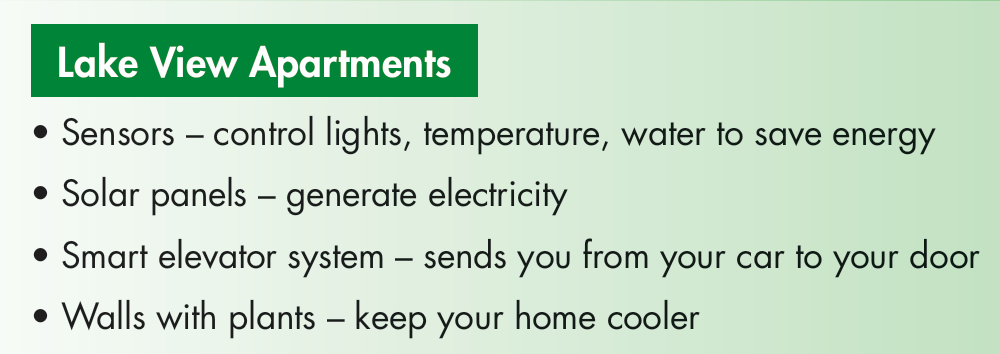 Lake View Apartments
• Sensors – control lights, temperature, water to save energy
• Solar panels – generate electricity
• Smart elevator system – sends you from your car to your door
• Walls with plants – keep your home cooler